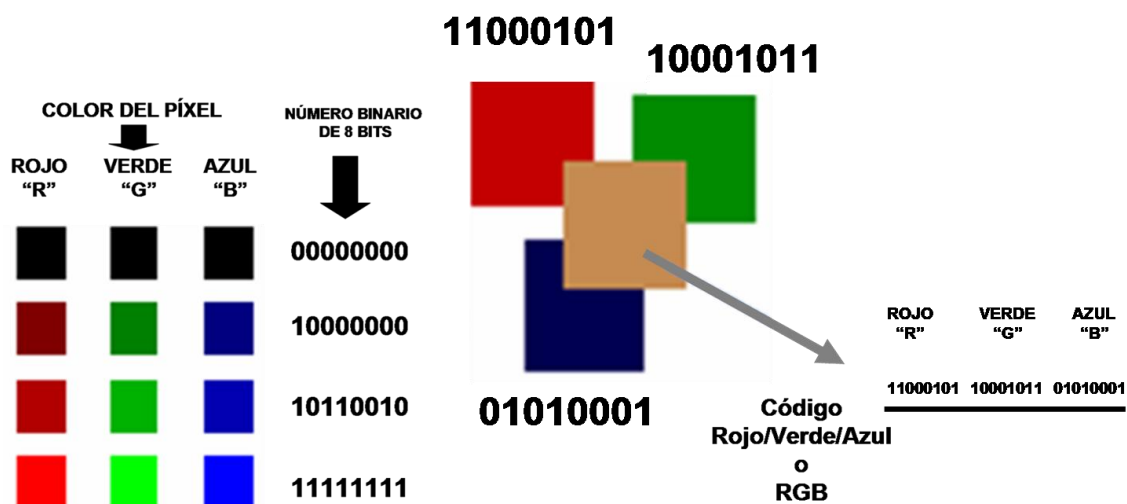 COLOR DEL PÍXEL
ROJO
“R”
VERDE
“G”
AZUL
“B”
NÚMERO BINARIO
DE 8 BITS
00000000
10000000
10110010
11111111
11000101
10001011
01010001
Código
Rojo/Verde/Azul
o
RGB
ROJO
“R”
VERDE
“G”
AZUL
“B”
11000101 10001011 01010001